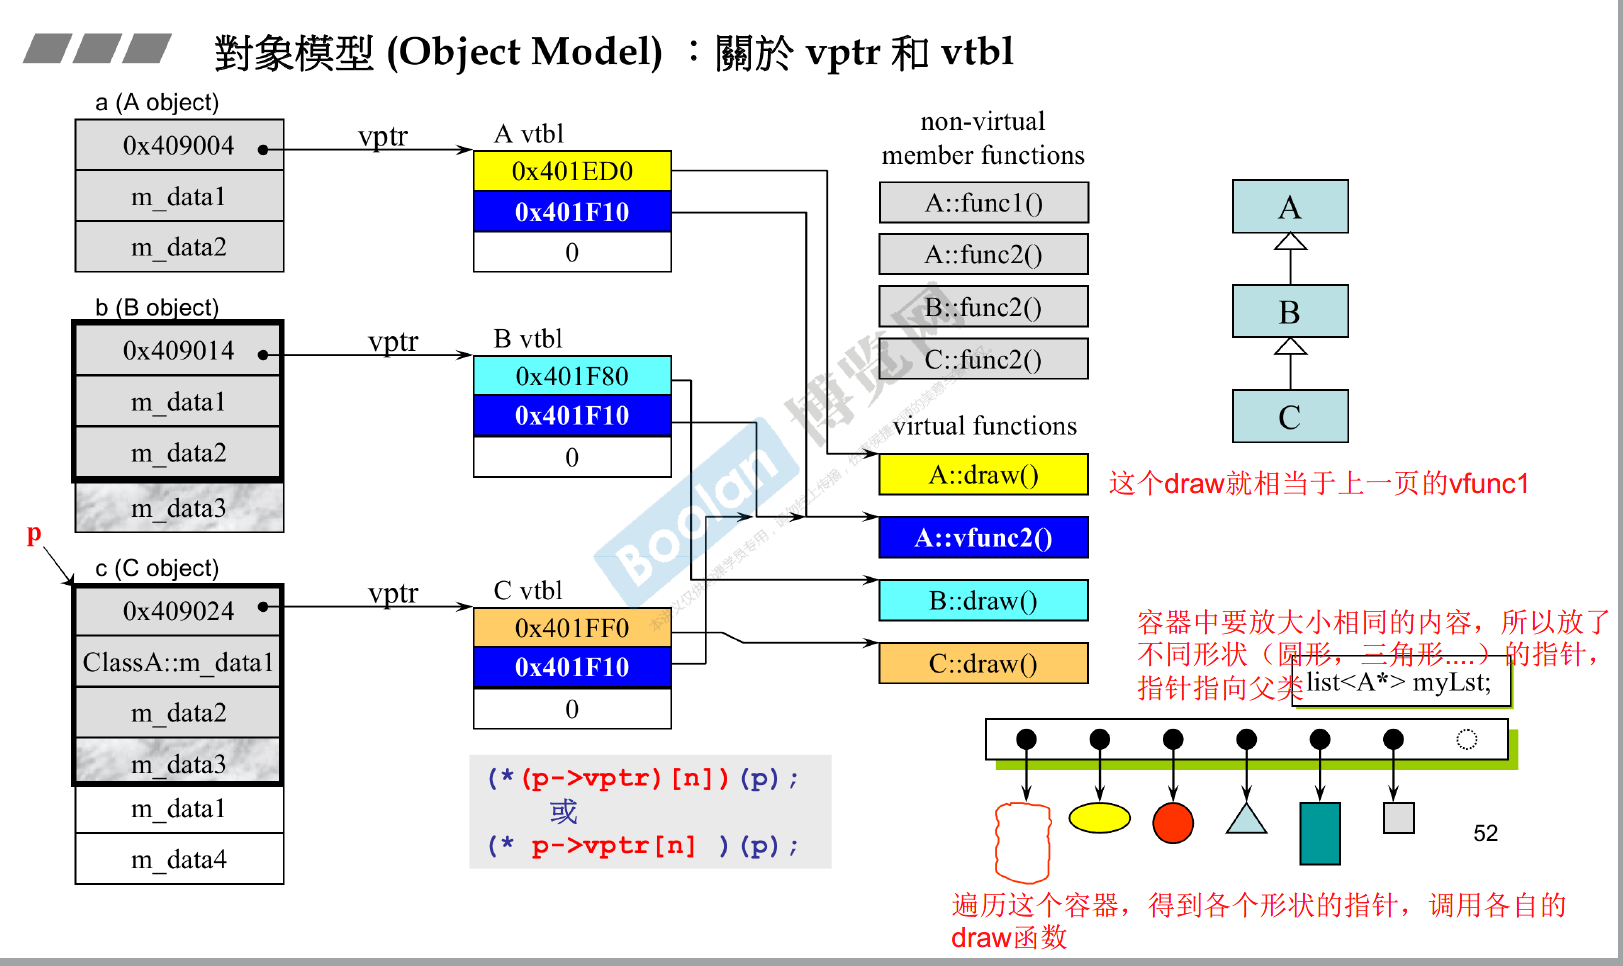 對象模型 (Object Model) ：關於 vptr 和 vtbl
a (A object)
0x409004
m_data1
m_data2
vptr
A vtbl
0x401ED0
0x401F10
0
b (B object)
0x409014
m_data1
m_data2
m_data3
vptr
B vtbl
0x401F80
0x401F10
0
p
c (C object)
0x409024
ClassA::m_data1
m_data2
m_data3
m_data1
m_data4
vptr
C vtbl
0x401FF0
0x401F10
0
(*(p->vptr)[n])(p);
或
(* p->vptr[n] )(p);
non-virtual
member functions
A::func1()
A::func2()
B::func2()
C::func2()
virtual functions
A::draw()
A::vfunc2()
B::draw()
C::draw()
A
B
C
这个draw就相当于上一页的vfunc1
容器中要放大小相同的内容，所以放了
不同形状（圆形，三角形....）的指针，
指针指向父类
list<A*> myLst;
52
遍历这个容器，得到各个形状的指针，调用各自的
draw函数
Boolan 博览网